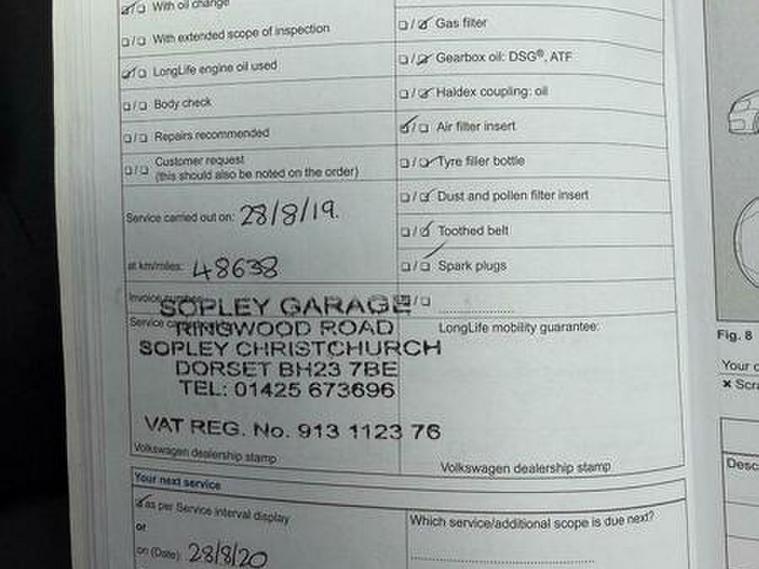 With oil change
With extended scope of inspection
LongLife engine oil used
Body check
Repairs recommended
Customer request
(this should also be noted on the order)
Service carried out on: 28/8/19.
at km/miles: 48638
Invoice number:
SOPLEY GARAGE
RINGWOOD ROAD
SOPLEY CHRISTCHURCH
DORSET BH23 7BE
TEL: 01425 673696
VAT REG. No. 913 1123 76
Volkswagen dealership stamp
Gas filter
Gearbox oil: DSG®, ATF
Haldex coupling: oil
Air filter insert
Tyre filler bottle
Dust and pollen filter insert
Toothed belt
Spark plugs
LongLife mobility guarantee:
Volkswagen dealership stamp
Your next service
as per Service interval display
or
on (Date): 28/8/20
Which service/additional scope is due next?
Fig. 8
Your